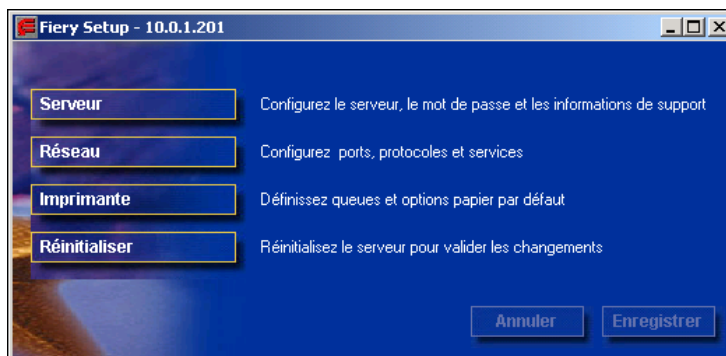 Fiery Setup - 10.0.1.201
Serveur
Configurez le serveur, le mot de passe et les informations de support
Réseau
Configurez ports, protocoles et services
Imprimante
Définissez queues et options papier par défaut
Réinitialiser
Réinitialisez le serveur pour valider les changements
Annuler
Enregistrer